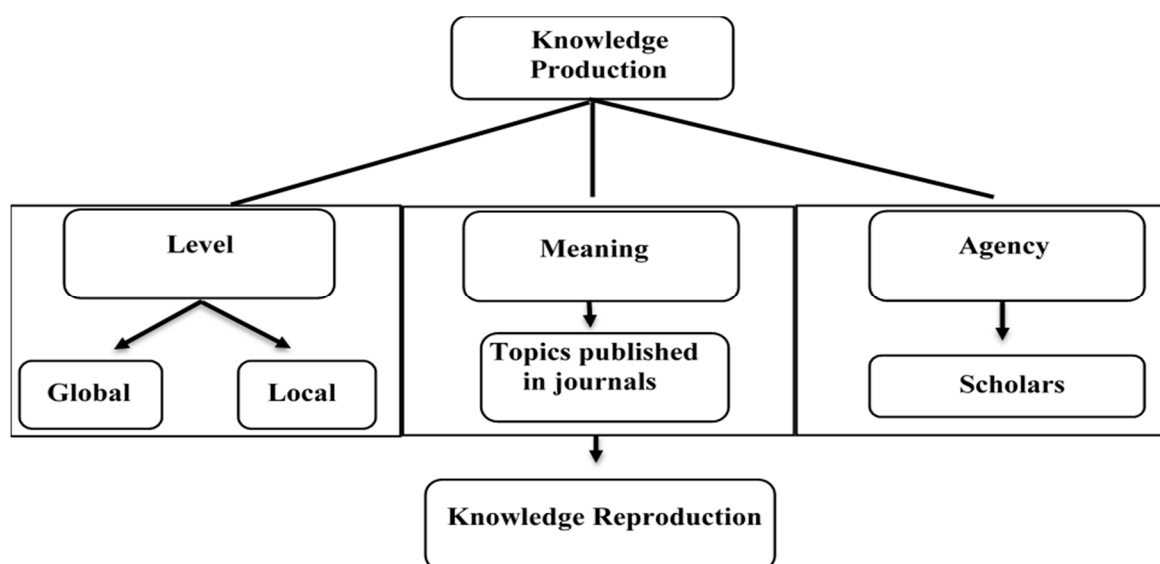 Knowledge
Production
Level
Meaning
Agency
Global
Local
Topics published
in journals
Scholars
Knowledge Reproduction